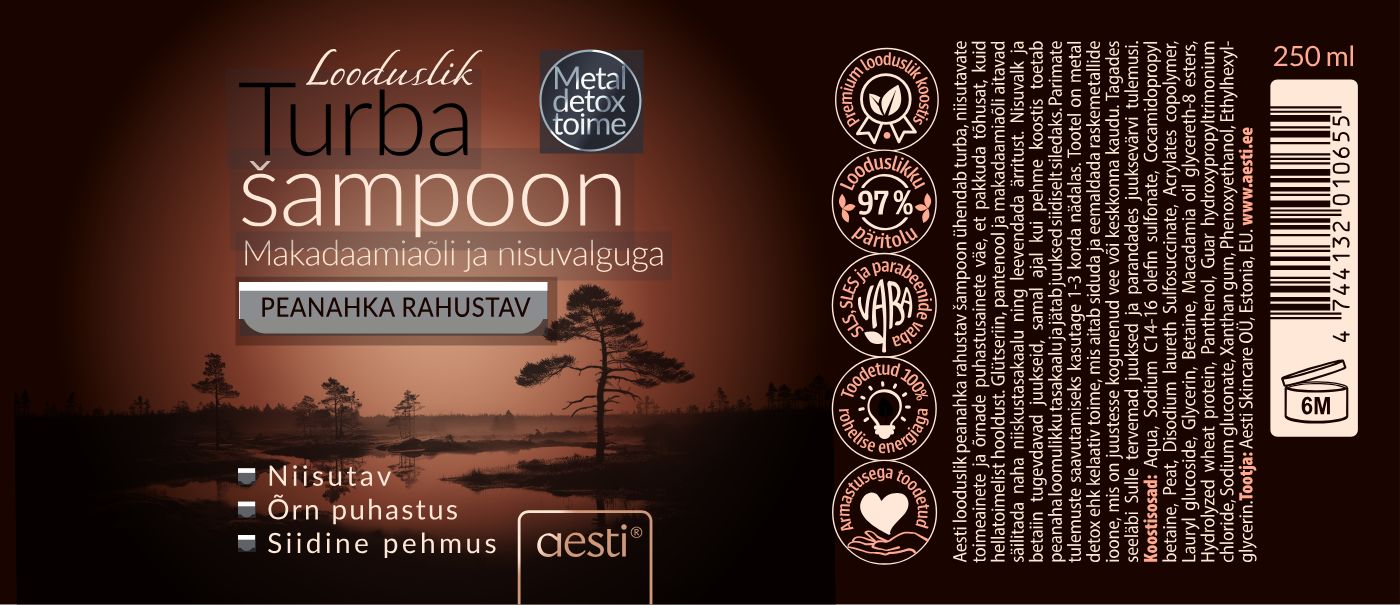 Looduslik
Turba
šampoon
Makadaamiaõli ja nisuvalguga
PEANAHKA RAHUSTAV
Metal
detox
toime
Niisutav
Õrn puhastus
Siidine pehmus
aesti®
Premium looduslik koostis
Looduslikku
97%
päritolu
SLS, SLES ja parabeenide vaba
VABA
Toodetud 100%
rohelise energiaga
Armastusega toodetud
Aesti looduslik peanahka rahustav šampoon ühendab turba, niisutavate
toimeainete ja õrnade puhastusainete väe, et pakkuda tõhusat, kuid
hellatoimelist hooldust. Glütseriin, pantenool ja makadaamiaõli aitavad
säilitada naha niiskustasakaalu ning leevendada ärritust. Nisuvalk ja
betaiin tugevdavad juukseid, samal ajal kui pehme koostis toetab
peanaha loomulikku tasakaalu ja jätab juuksed siidiselt siledaks. Parimate
tulemuste saavutamiseks kasutage 1-3 korda nädalas. Tootel on metal
detox ehk kelaativ toime, mis aitab siduda ja eemaldada raskemetallide
ioone, mis on juustesse kogunenud vee või keskkonna kaudu. Tagades
seeläbi Sulle tervemad juuksed ja parandades juuksevärvi tulemusi.
Koostisosad: Aqua, Sodium C14-16 olefin sulfonate, Cocamidopropyl
betaine, Peat, Disodium laureth Sulfosuccinate, Acrylates copolymer,
Lauryl glucoside, Glycerin, Betaine, Macadamia oil glycereth-8 esters,
Hydrolyzed wheat protein, Panthenol, Guar hydroxypropyltrimonium
chloride, Sodium gluconate, Xanthan gum, Phenoxyethanol, Ethylhexyl-
glycerin. Tootja: Aesti Skincare OÜ, Estonia, EU. www.aesti.ee
250 ml
4 744132 010655
6M